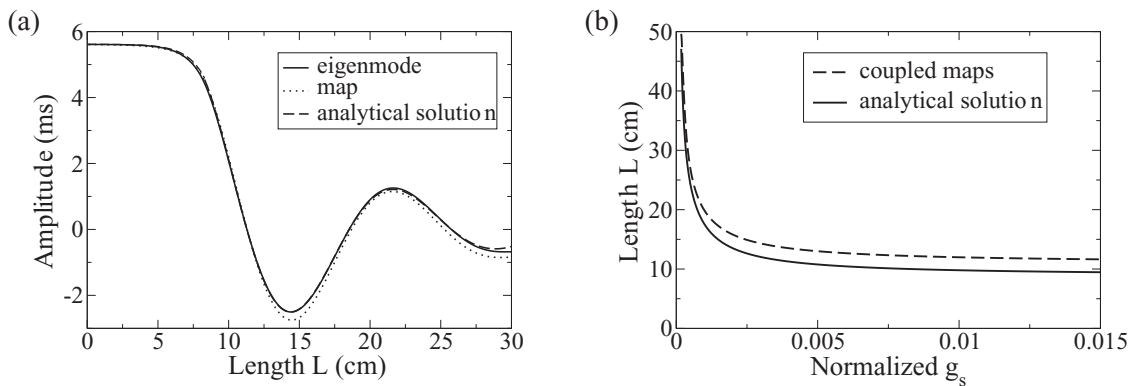 (a)
6
4
2
0
-2
Amplitude (ms)
eigenmode
map
analytical solutio n
0 5 10 15 20 25 30
Length L (cm)
(b)
50
40
30
20
10
0
Length L (cm)
coupled maps
analytical solutio n
0 0.005 0.01 0.015
Normalized g_s